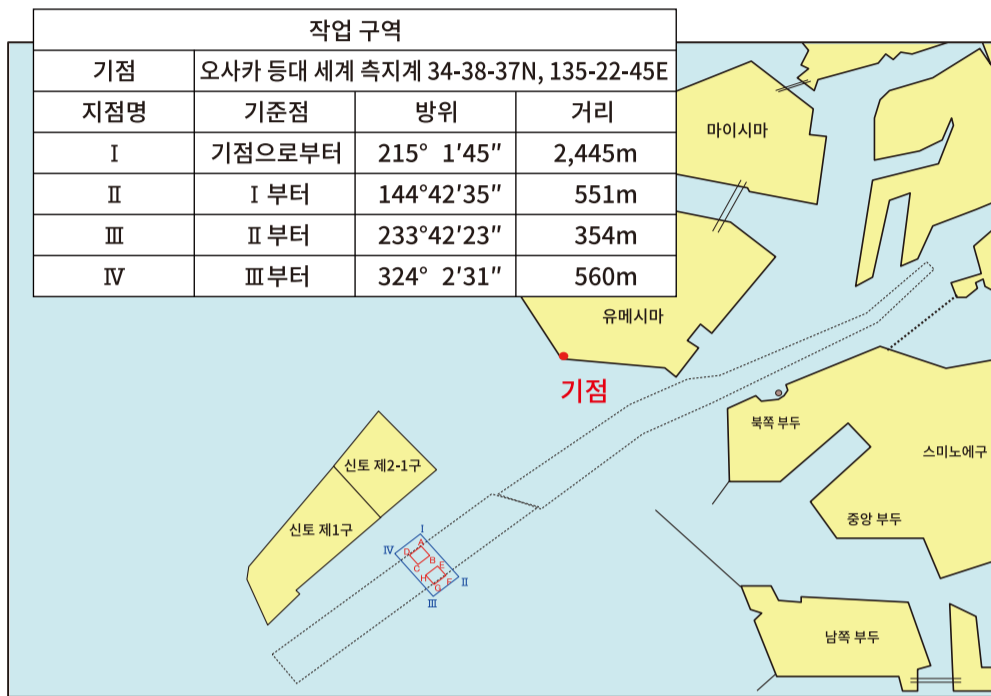 작업 구역
기점 오사카 등대 세계 측지계 34-38-37N, 135-22-45E
지점명 기준점 방위 거리
Ⅰ 기점으로부터 215° 1′45″ 2,445m
Ⅱ Ⅰ 부터 144°42′35″ 551m
Ⅲ Ⅱ 부터 233°42′23″ 354m
Ⅳ Ⅲ부터 324° 2′31″ 560m
마이시마
유메시마
기점
북쪽 부두
스미노에구
신토 제2-1구
신토 제1구
중앙 부두
Ⅰ
Ⅳ
D
A
B
C
E
H
F
G
Ⅱ
Ⅲ
남쪽 부두